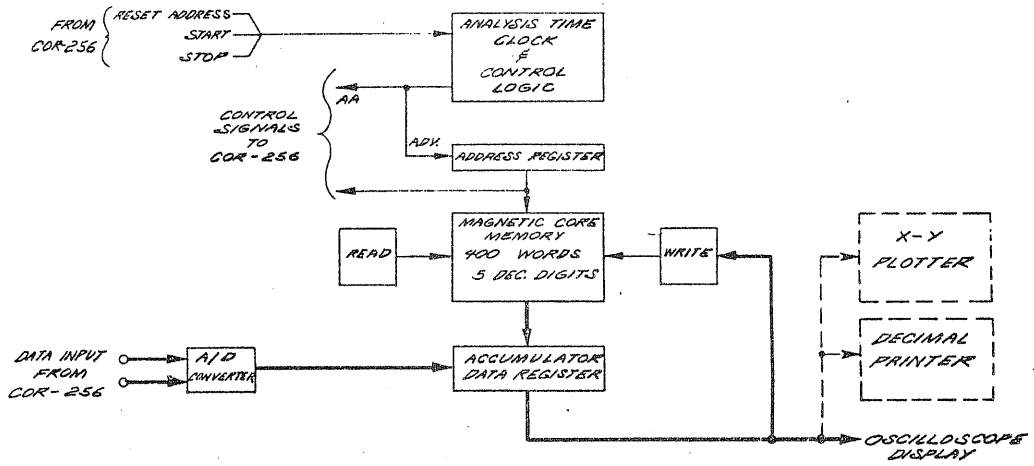 FROM
COR-256
RESET ADDRESS
START
STOP
ANALYSIS TIME
CLOCK
&
CONTROL
LOGIC
AA
CONTROL
SIGNALS
TO
COR-256
ADV.
ADDRESS REGISTER
READ
MAGNETIC CORE
MEMORY
400 WORDS
5 DEC. DIGITS
WRITE
X-Y
PLOTTER
DECIMAL
PRINTER
DATA INPUT
FROM
COR-256
A/D
CONVERTER
ACCUMULATOR
DATA REGISTER
OSCILLOSCOPE
DISPLAY